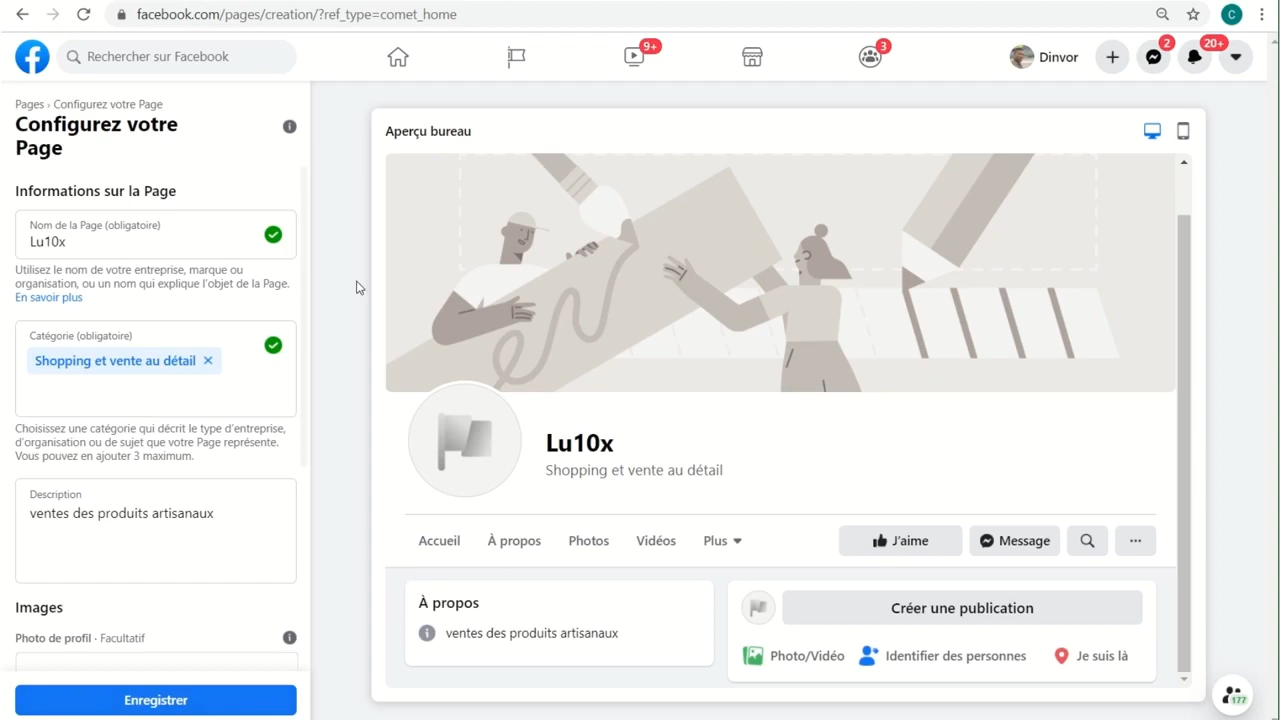 facebook.com/pages/creation/?ref_type=comet_home
C
Rechercher sur Facebook
9+
3
Dinvor
2
20+
Pages › Configurez votre Page
Configurez votre
Page
Informations sur la Page
Nom de la Page (obligatoire)
Lu10x
Utilisez le nom de votre entreprise, marque ou
organisation, ou un nom qui explique l'objet de la Page.
En savoir plus
Catégorie (obligatoire)
Shopping et vente au détail
Choisissez une catégorie qui décrit le type d'entreprise,
d'organisation ou de sujet que votre Page représente.
Vous pouvez en ajouter 3 maximum.
Description
ventes des produits artisanaux
Images
Photo de profil · Facultatif
Enregistrer
Aperçu bureau
Lu10x
Shopping et vente au détail
Accueil À propos Photos Vidéos Plus
J'aime Message
À propos
ventes des produits artisanaux
Créer une publication
Photo/Vidéo Identifier des personnes Je suis là
177